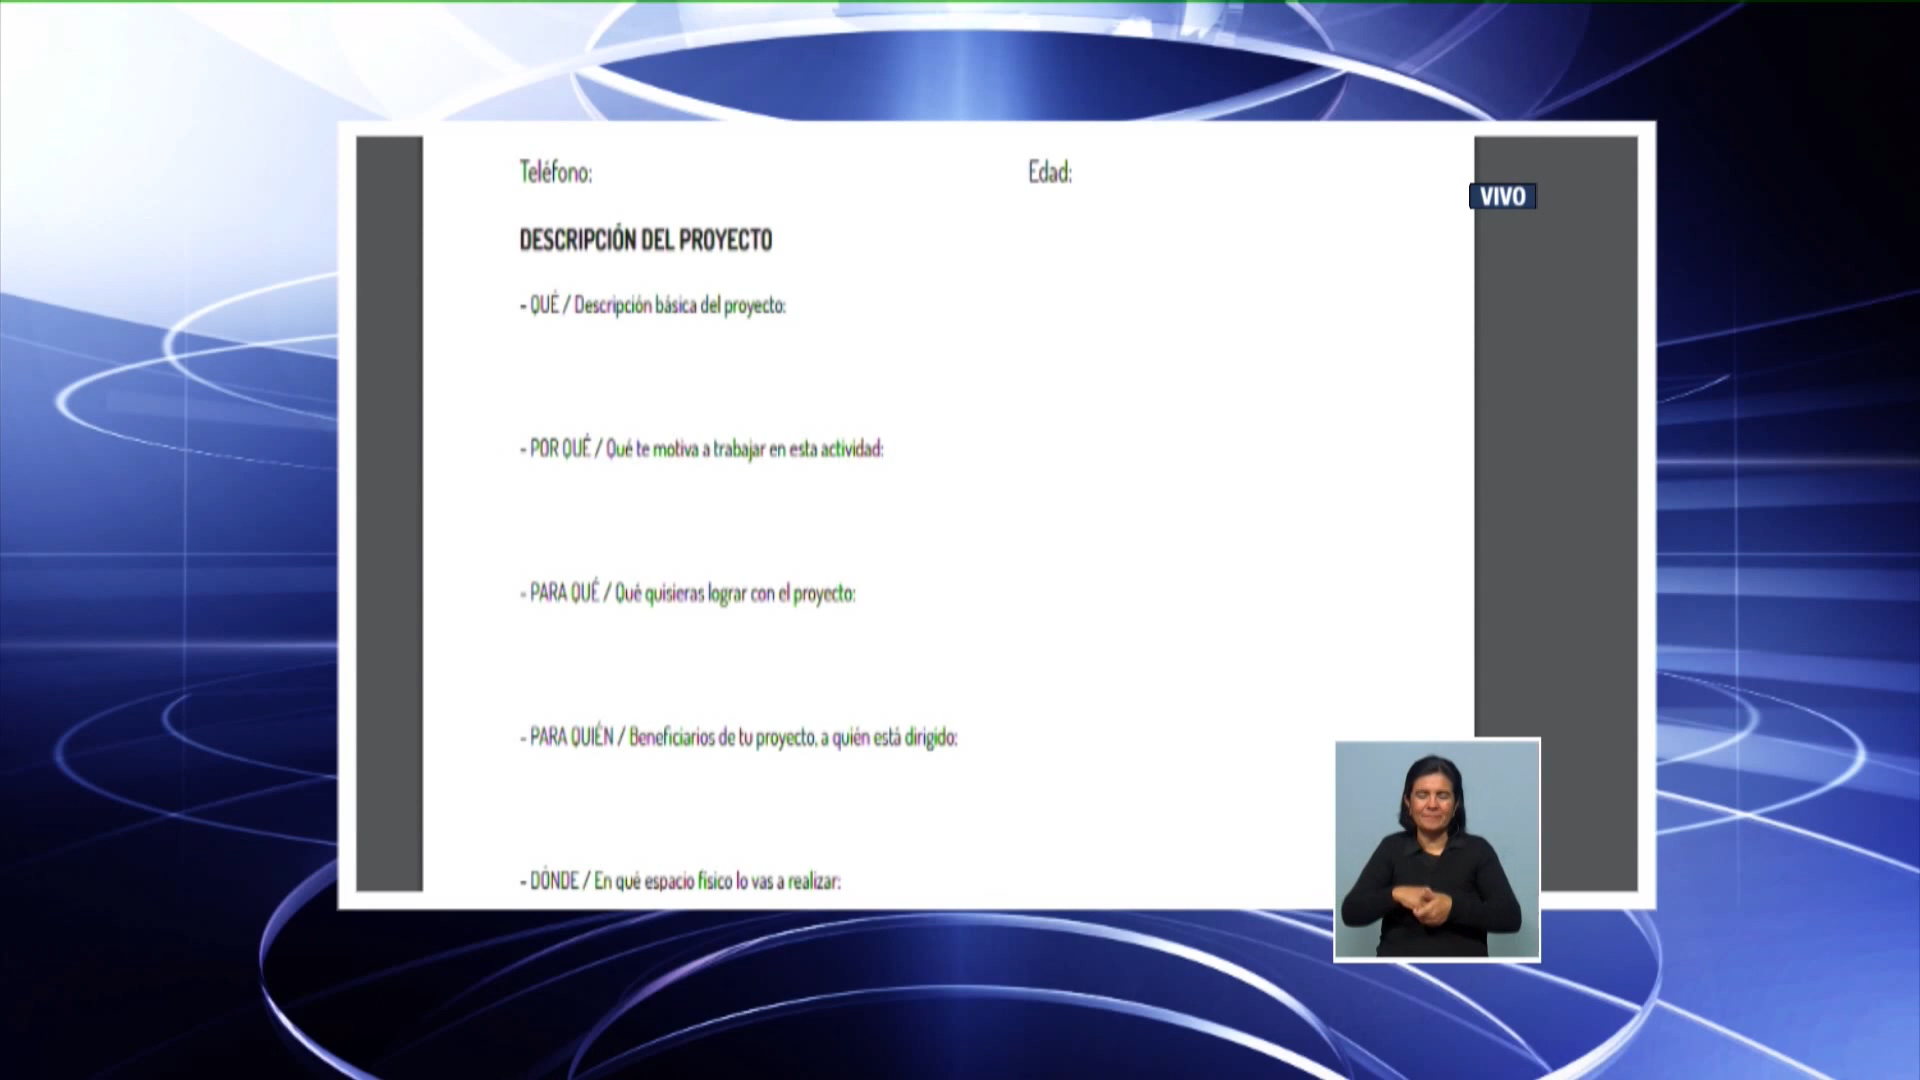 Teléfono: Edad:
VIVO
DESCRIPCIÓN DEL PROYECTO
- QUÉ / Descripción básica del proyecto:
- POR QUÉ / Qué te motiva a trabajar en esta actividad:
- PARA QUÉ / Qué quisieras lograr con el proyecto:
- PARA QUIÉN / Beneficiarios de tu proyecto, a quién está dirigido:
- DÓNDE / En qué espacio físico lo vas a realizar: